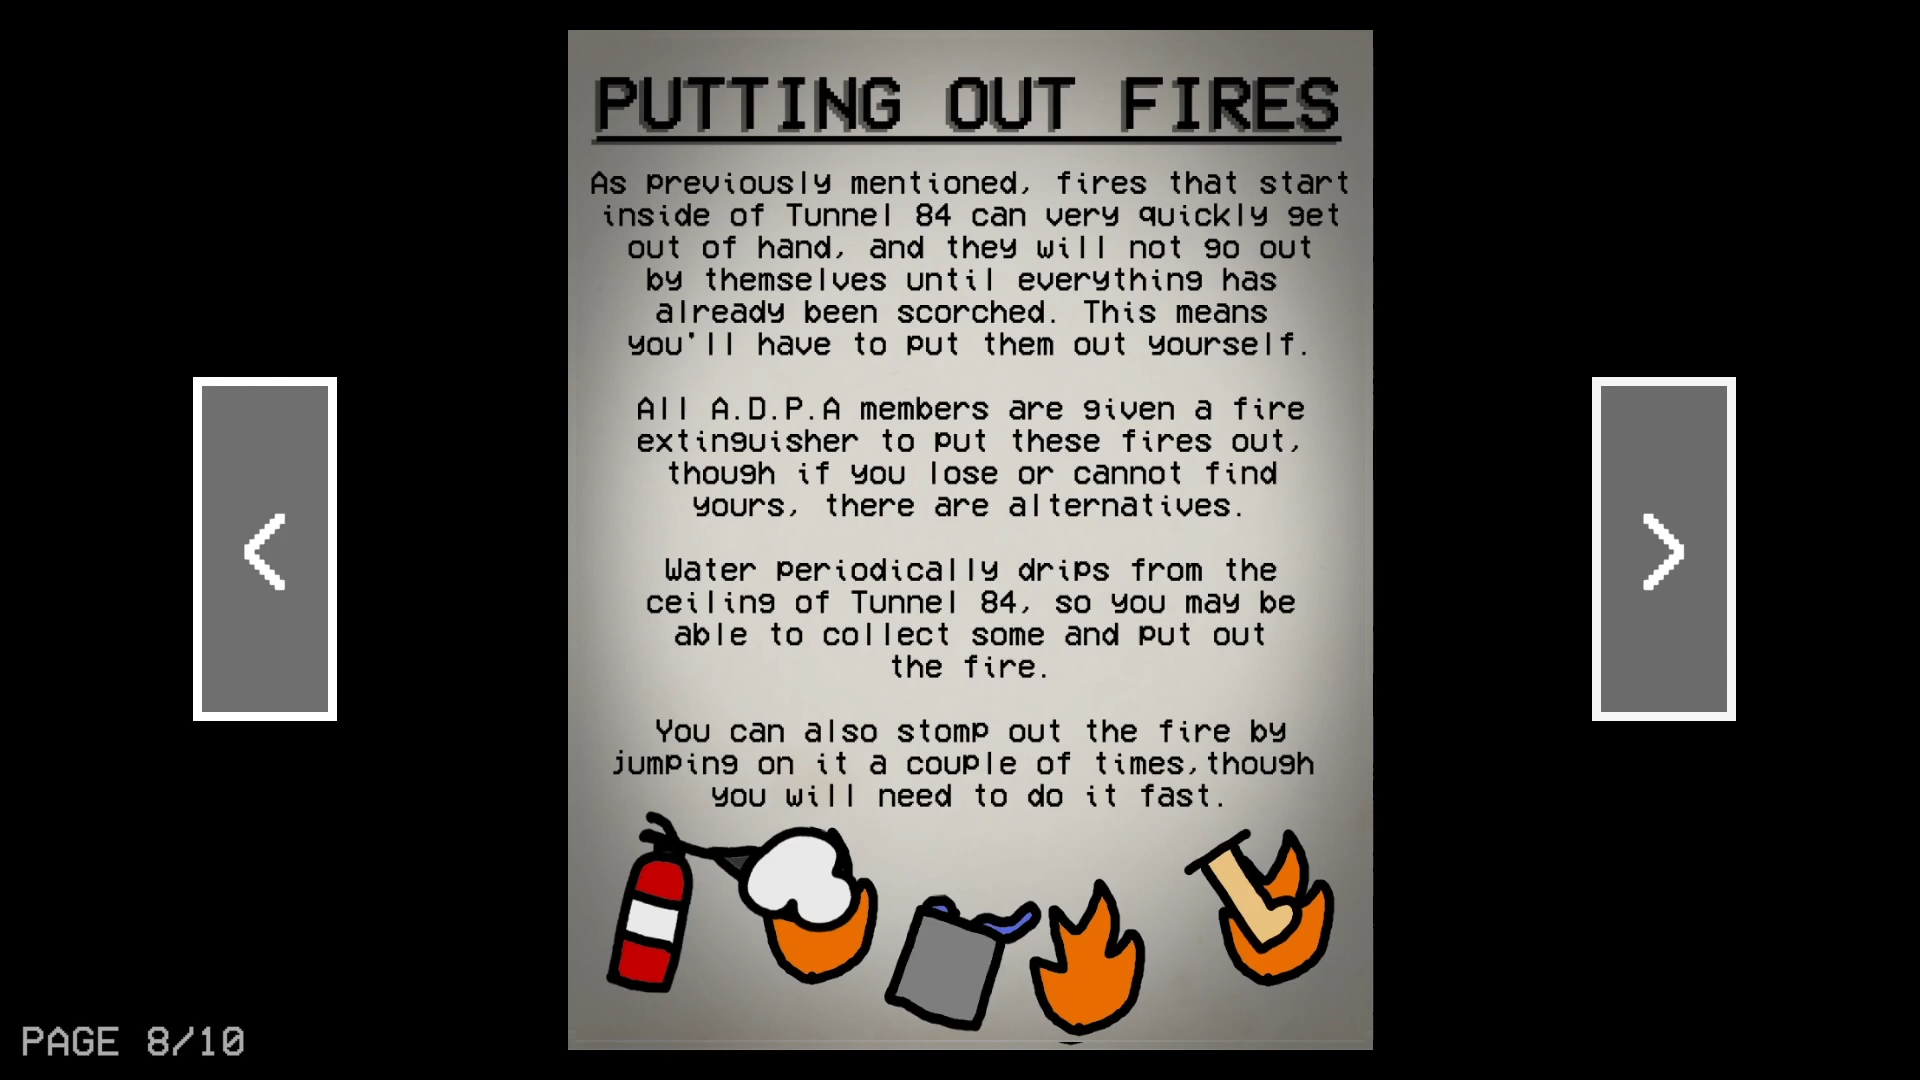 PUTTING OUT FIRES
As previously mentioned, fires that start
inside of Tunnel 84 can very quickly get
out of hand, and they will not go out
by themselves until everything has
already been scorched. This means
you'll have to put them out yourself.
All A.D.P.A members are given a fire
extinguisher to put these fires out,
though if you lose or cannot find
yours, there are alternatives.
Water periodically drips from the
ceiling of Tunnel 84, so you may be
able to collect some and put out
the fire.
You can also stomp out the fire by
jumping on it a couple of times,though
you will need to do it fast.
<
>
PAGE 8/10